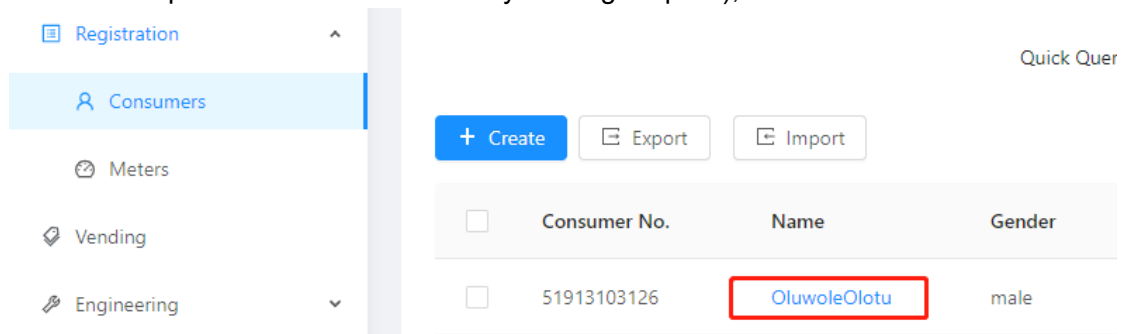 Registration
Quick Quer
Consumers
+ Create
Export
Import
Meters
Consumer No.
Name
Gender
Vending
51913103126
OluwoleOlotu
male
Engineering